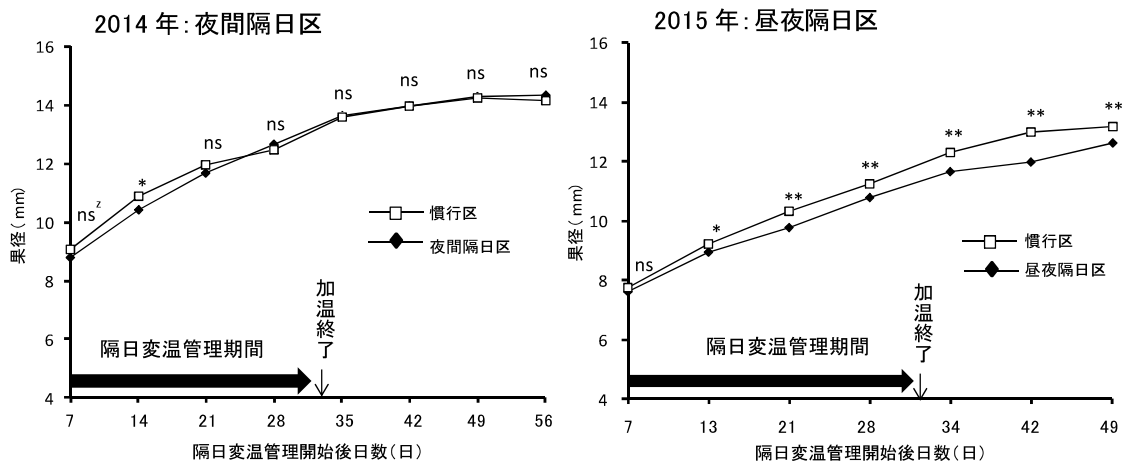 2014 年：夜間隔日区
16
14
12
10
8
6
4
果径（mm）
nsᶻ
*
ns
ns
ns
ns
ns
ns
慣行区
夜間隔日区
加温終了
隔日変温管理期間
7
14
21
28
35
42
49
56
隔日変温管理開始後日数（日）
2015 年：昼夜隔日区
16
14
12
10
8
6
4
果径（mm）
ns
*
**
**
**
**
**
慣行区
昼夜隔日区
加温終了
隔日変温管理期間
7
13
21
28
34
42
49
隔日変温管理開始後日数（日）